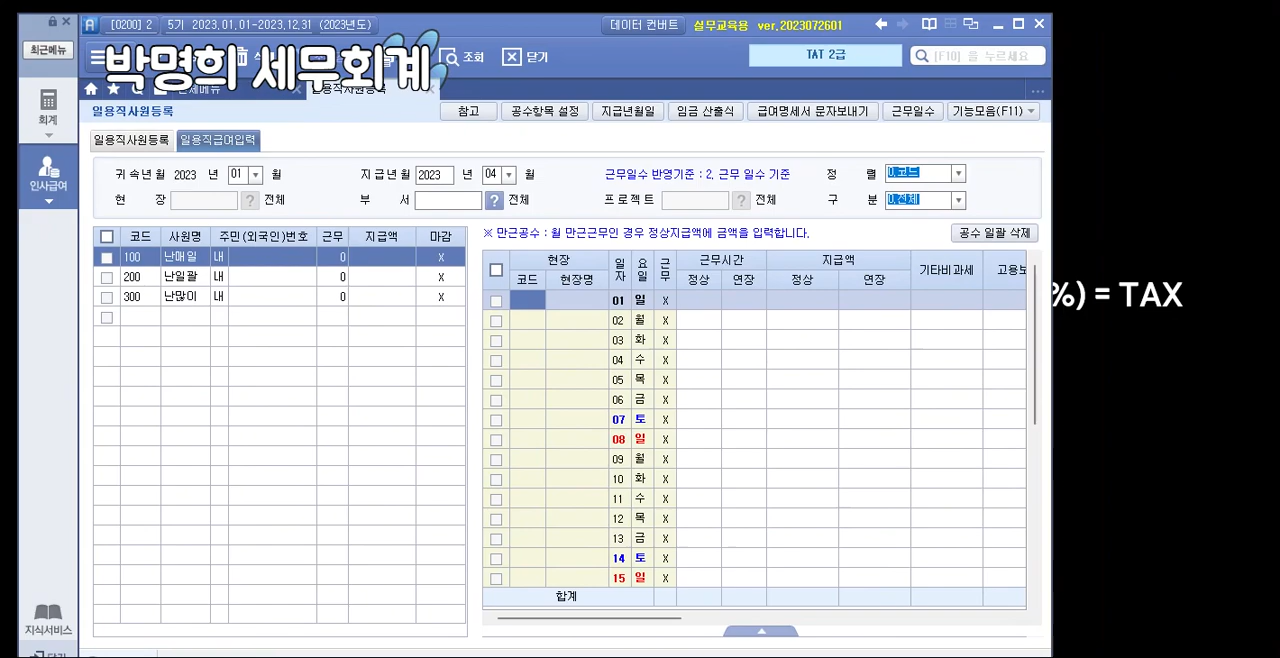 [0200] 2 5기 2023.01.01-2023.12.31 (2023년도) 데이터 컨버트 실무교육용 ver.2023072601
최근메뉴
박명희 세무회계
조회 닫기 TAT 2급 [F10] 을 누르세요
회계
인사급여
지식서비스
일용직사원등록 참고 공수항목 설정 지급년월일 임금 산출식 급여명세서 문자보내기 근무일수 기능모음(F11)
일용직사원등록 일용직급여입력
귀속년월 2023 년 01 월 지급년월 2023 년 04 월 근무일수 반영기준 : 2. 근무 일수 기준 정 렬 0.코드
현 장 ? 전체 부 서 ? 전체 프로젝트 ? 전체 구 분 0.전체
※ 만근공수 : 월 만근근무인 경우 정상지급액에 금액을 입력합니다. 공수 일괄 삭제
코드 사원명 주민(외국인)번호 근무 지급액 마감
100 난매일 내 0 X
200 난일괄 내 0 X
300 난많이 내 0 X
현장 일자 요일 근무 근무시간 지급액 기타비과세 고용보
코드 현장명 정상 연장 정상 연장
01 일 X
02 월 X
03 화 X
04 수 X
05 목 X
06 금 X
07 토 X
08 일 X
09 월 X
10 화 X
11 수 X
12 목 X
13 금 X
14 토 X
15 일 X
합계
%) = TAX